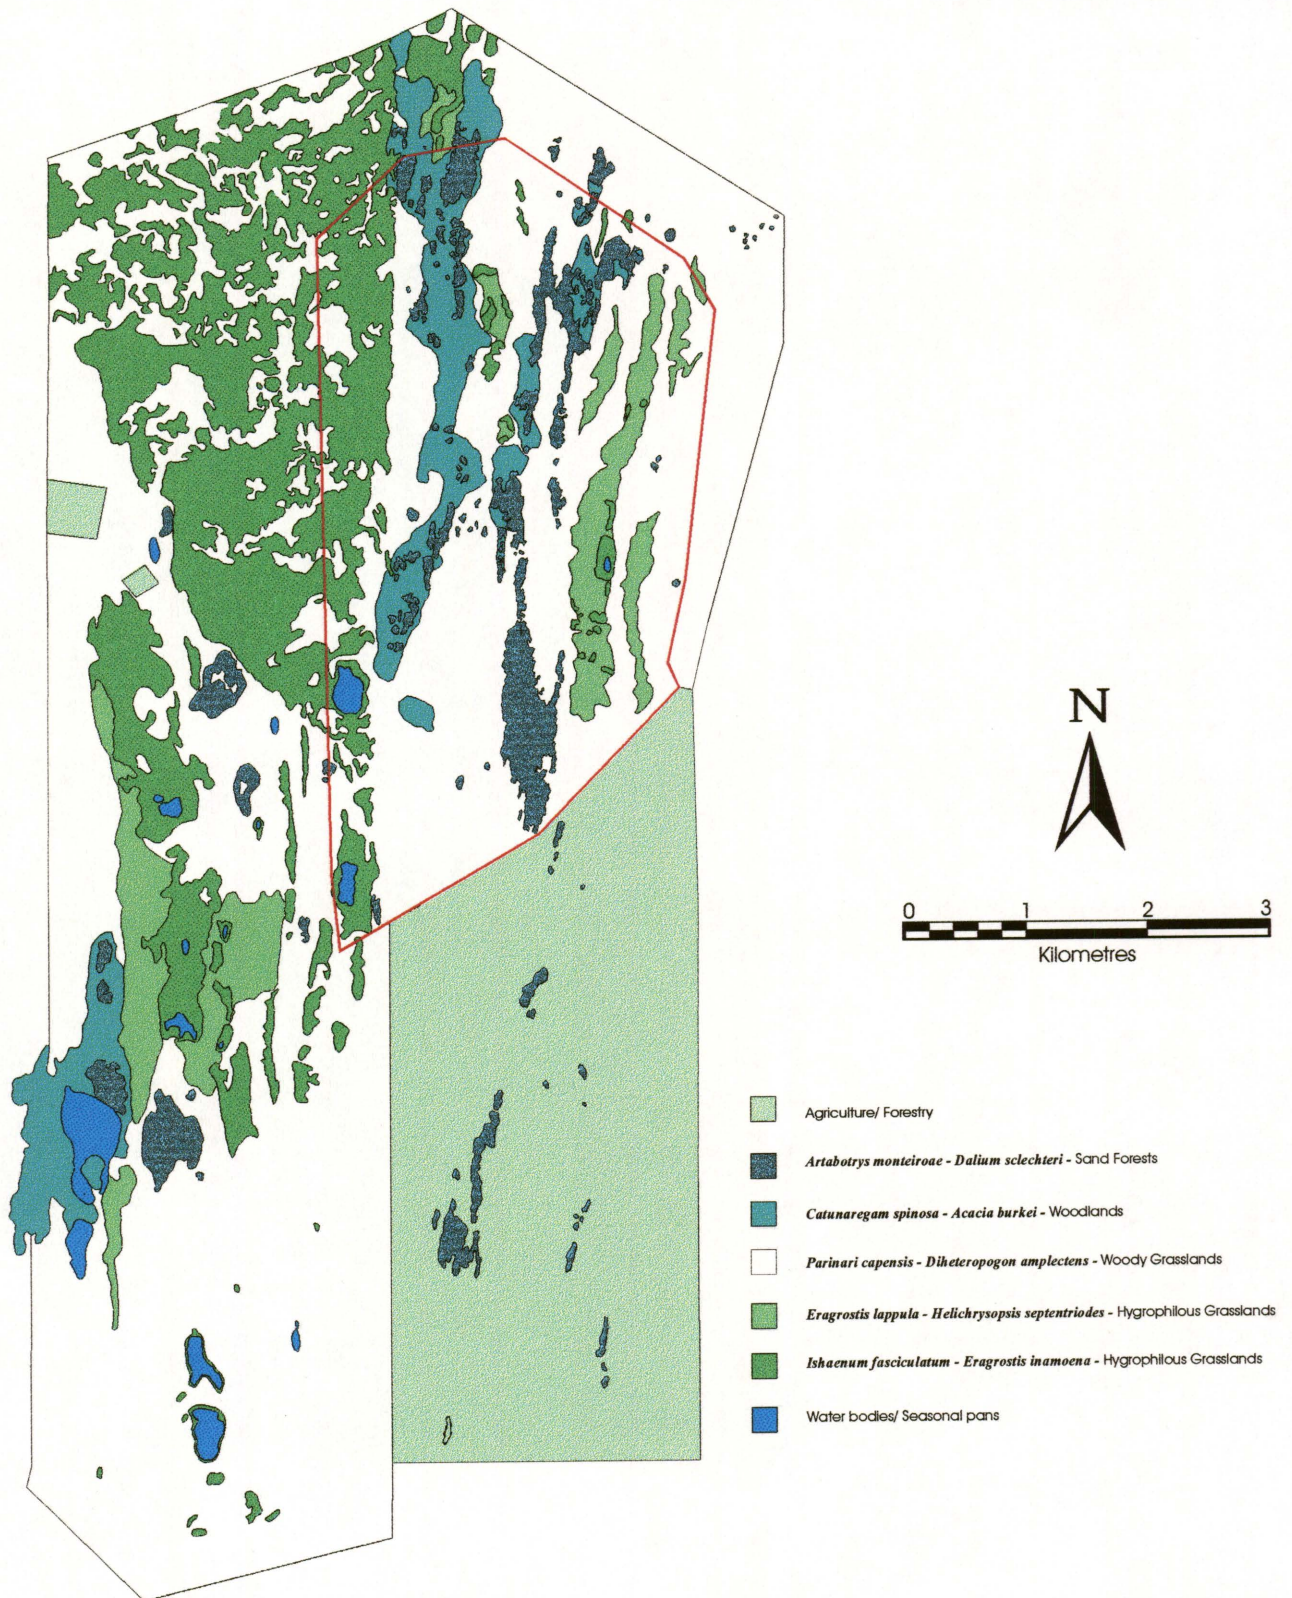 N
0 1 2 3
Kilometres
Agriculture/ Forestry
Artabotrys monteiroae - Dalium sclechteri - Sand Forests
Catunaregam spinosa - Acacia burkei - Woodlands
Parinari capensis - Diheteropogon amplectens - Woody Grasslands
Eragrostis lappula - Helichrysopsis septentriodes - Hygrophilous Grasslands
Ishaenum fasciculatum - Eragrostis inamoena - Hygrophilous Grasslands
Water bodies/ Seasonal pans